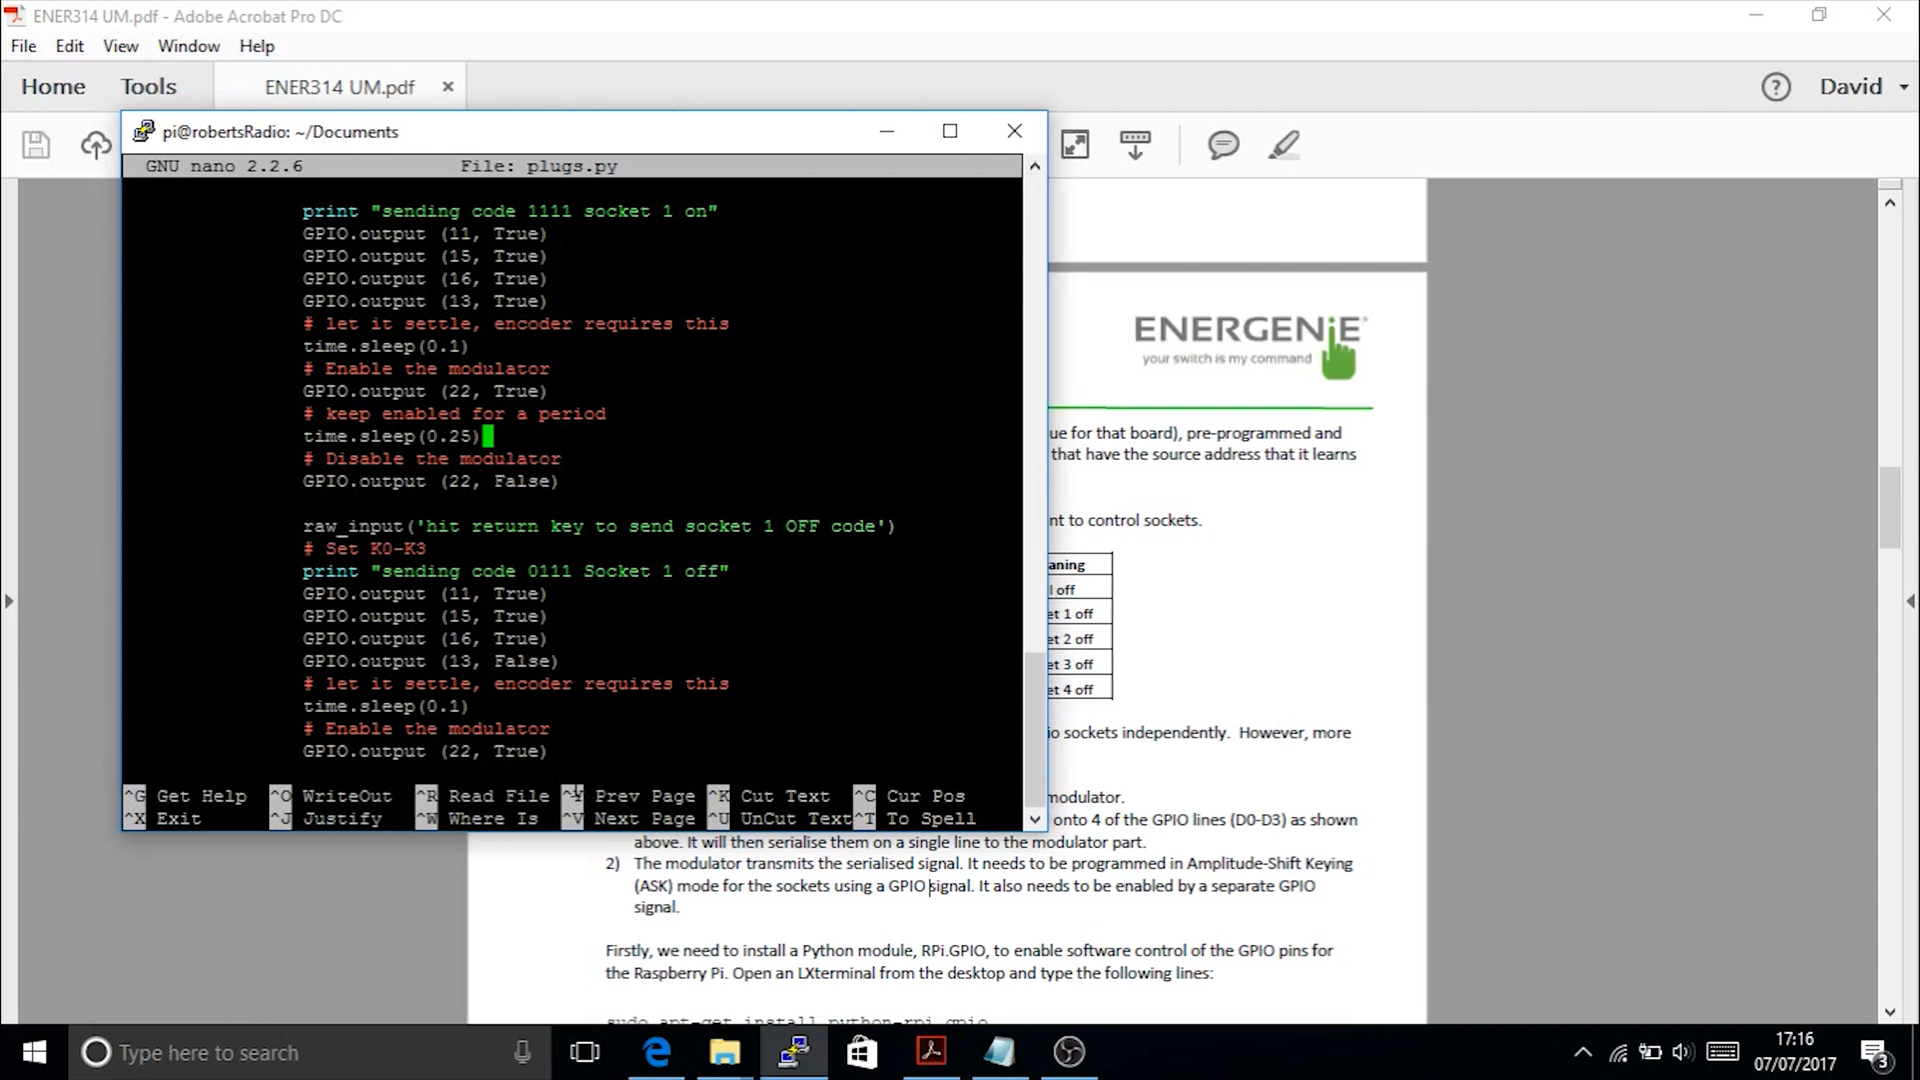 ENER314 UM.pdf - Adobe Acrobat Pro DC
File Edit View Window Help
Home Tools ENER314 UM.pdf × David
pi@robertsRadio: ~/Documents
GNU nano 2.2.6 File: plugs.py
print "sending code 1111 socket 1 on"
GPIO.output (11, True)
GPIO.output (15, True)
GPIO.output (16, True)
GPIO.output (13, True)
# let it settle, encoder requires this
time.sleep(0.1)
# Enable the modulator
GPIO.output (22, True)
# keep enabled for a period
time.sleep(0.25)
# Disable the modulator
GPIO.output (22, False)
raw_input('hit return key to send socket 1 OFF code')
# Set K0-K3
print "sending code 0111 Socket 1 off"
GPIO.output (11, True)
GPIO.output (15, True)
GPIO.output (16, True)
GPIO.output (13, False)
# let it settle, encoder requires this
time.sleep(0.1)
# Enable the modulator
GPIO.output (22, True)
^G Get Help ^O WriteOut ^R Read File ^Y Prev Page ^K Cut Text ^C Cur Pos
^X Exit ^J Justify ^W Where Is ^V Next Page ^U UnCut Text ^T To Spell
ENERGENiE®
your switch is my command
ue for that board), pre-programmed and
that have the source address that it learns
nt to control sockets.
aning
l off
et 1 off
et 2 off
et 3 off
et 4 off
io sockets independently. However, more
modulator.
onto 4 of the GPIO lines (D0-D3) as shown
above. It will then serialise them on a single line to the modulator part.
2) The modulator transmits the serialised signal. It needs to be programmed in Amplitude-Shift Keying
(ASK) mode for the sockets using a GPIO signal. It also needs to be enabled by a separate GPIO
signal.
Firstly, we need to install a Python module, RPi.GPIO, to enable software control of the GPIO pins for
the Raspberry Pi. Open an LXterminal from the desktop and type the following lines:
sudo apt-get install python-rpi.gpio
Type here to search
17:16
07/07/2017
3